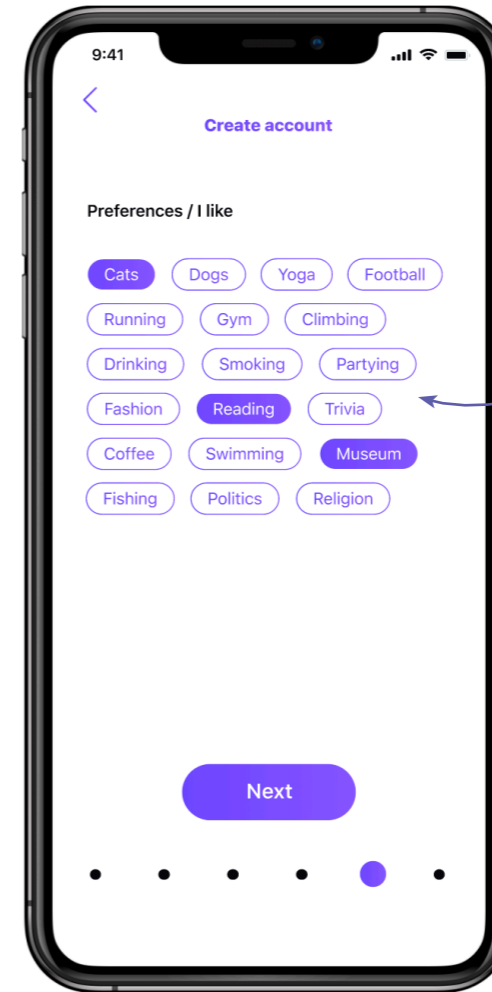 9:41
Create account
Preferences / I like
Cats Dogs Yoga Football
Running Gym Climbing
Drinking Smoking Partying
Fashion Reading Trivia
Coffee Swimming Museum
Fishing Politics Religion
Next